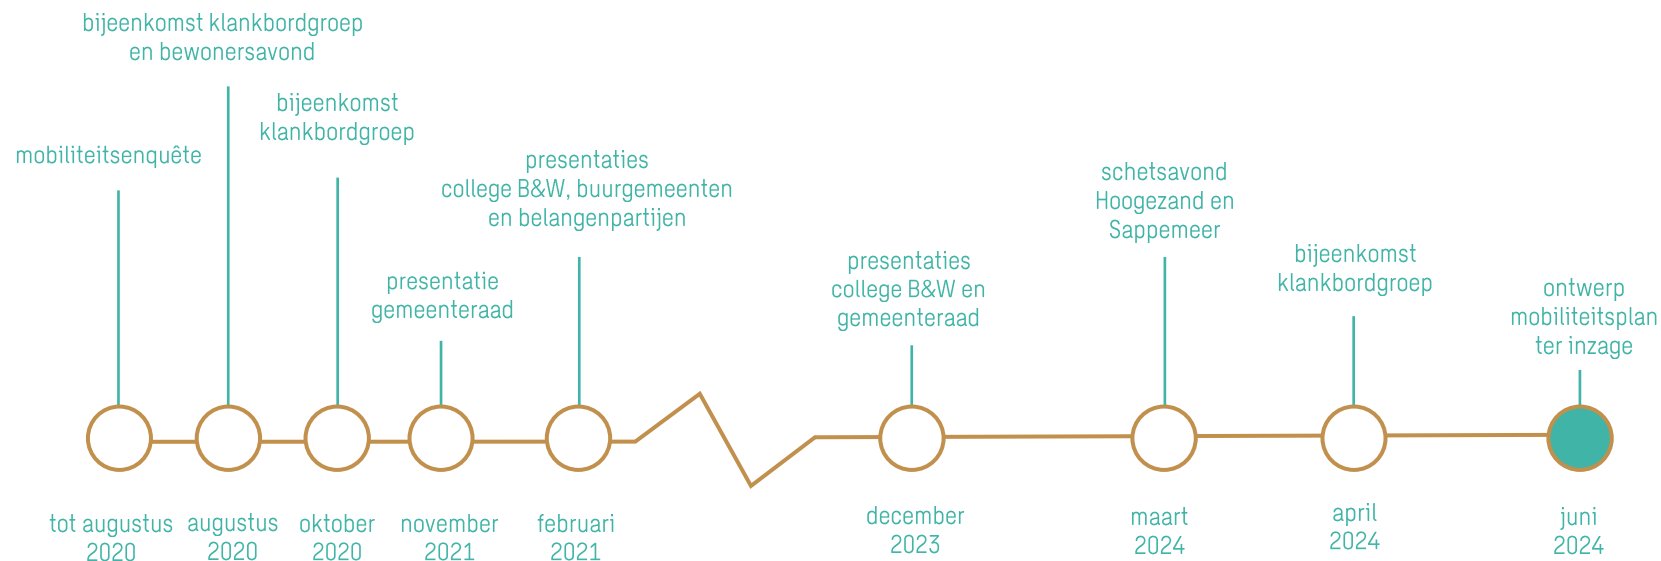 bijeenkomst klankbordgroep
en bewonersavond
bijeenkomst
klankbordgroep
mobiliteitsenquête
presentaties
college B&W, buurgemeenten
en belangenpartijen
presentatie
gemeenteraad
presentaties
college B&W en
gemeenteraad
schetsavond
Hoogezand en
Sappemeer
bijeenkomst
klankbordgroep
ontwerp
mobiliteitsplan
ter inzage
tot augustus
2020
augustus
2020
oktober
2020
november
2021
februari
2021
december
2023
maart
2024
april
2024
juni
2024